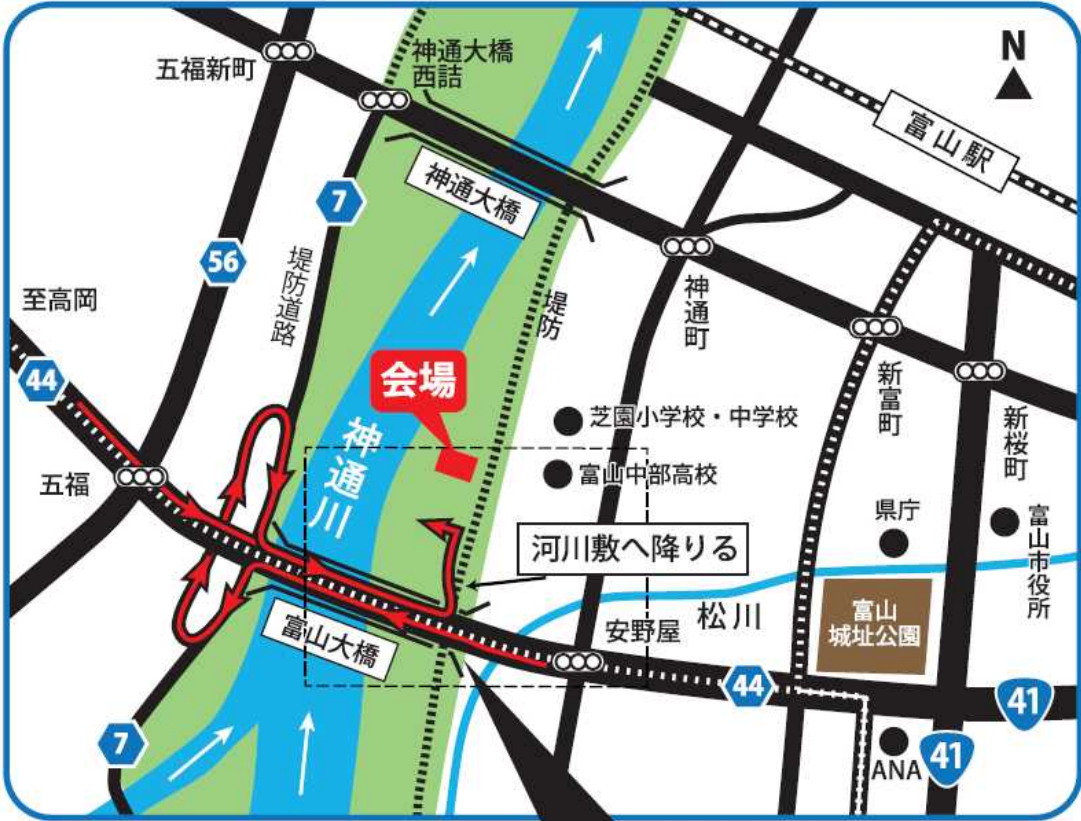 五福新町
神通大橋
西詰
N
富山駅
神通大橋
7
56
堤防道路
至高岡
44
堤防
神通町
会場
新富町
新桜町
神通川
芝園小学校・中学校
富山中部高校
五福
県庁
富山市役所
河川敷へ降りる
富山大橋
安野屋
松川
富山
城址公園
44
41
7
ANA
41